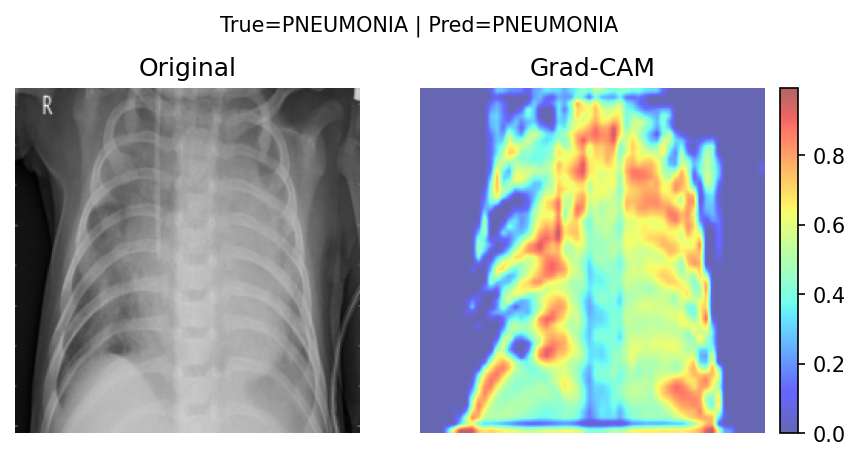 True=PNEUMONIA | Pred=PNEUMONIA
Original
Grad-CAM
R
0.8
0.6
0.4
0.2
0.0